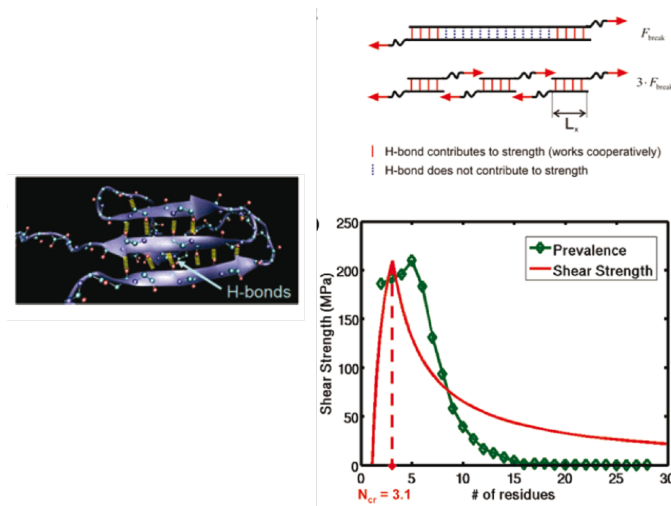 F_break
3·F_break
L_x
H-bond contributes to strength (works cooperatively)
H-bond does not contribute to strength
H-bonds
)
250
200
150
100
50
0
Shear Strength (MPa)
Prevalence
Shear Strength
0
5
10
15
20
25
30
N_cr = 3.1
# of residues